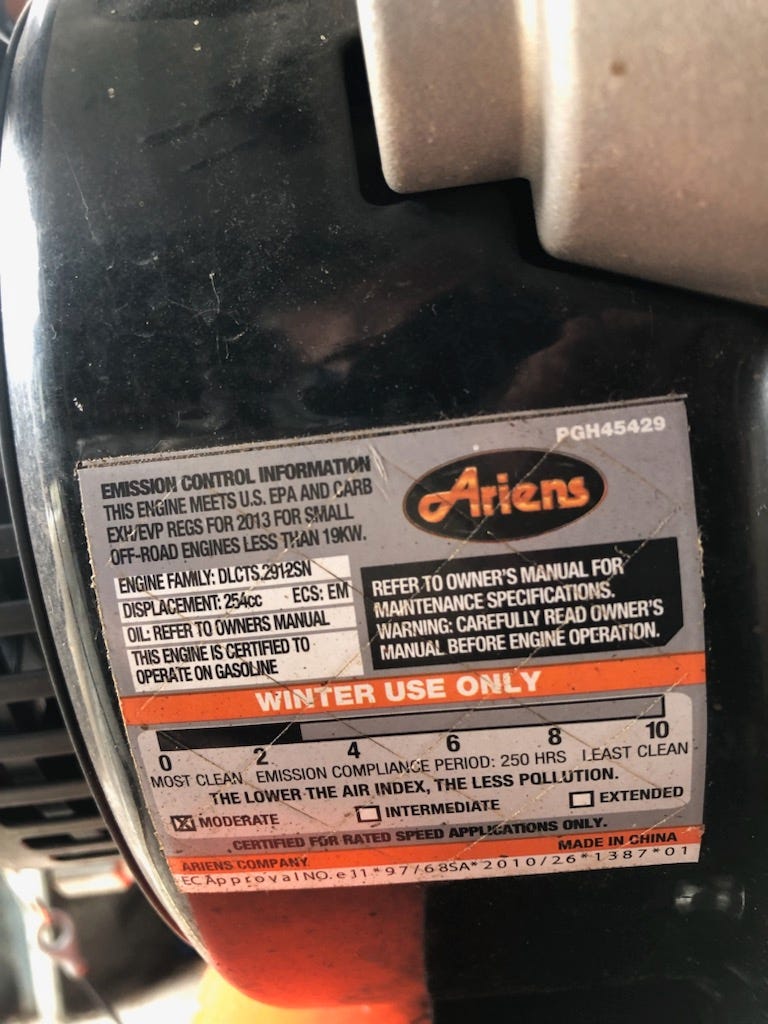 PGH45429
EMISSION CONTROL INFORMATION
THIS ENGINE MEETS U.S. EPA AND CARB
EXH/EVP REGS FOR 2013 FOR SMALL
OFF-ROAD ENGINES LESS THAN 19KW.
Ariens
ENGINE FAMILY: DLCTS.2912SN
DISPLACEMENT: 254cc ECS: EM
OIL: REFER TO OWNERS MANUAL
THIS ENGINE IS CERTIFIED TO
OPERATE ON GASOLINE
REFER TO OWNER'S MANUAL FOR
MAINTENANCE SPECIFICATIONS.
WARNING: CAREFULLY READ OWNER'S
MANUAL BEFORE ENGINE OPERATION.
WINTER USE ONLY
0 2 4 6 8 10
MOST CLEAN EMISSION COMPLIANCE PERIOD: 250 HRS LEAST CLEAN
THE LOWER THE AIR INDEX, THE LESS POLLUTION.
MODERATE INTERMEDIATE EXTENDED
CERTIFIED FOR RATED SPEED APPLICATIONS ONLY.
ARIENS COMPANY MADE IN CHINA
EC Approval NO. e11*97/68SA*2010/26*1387*01